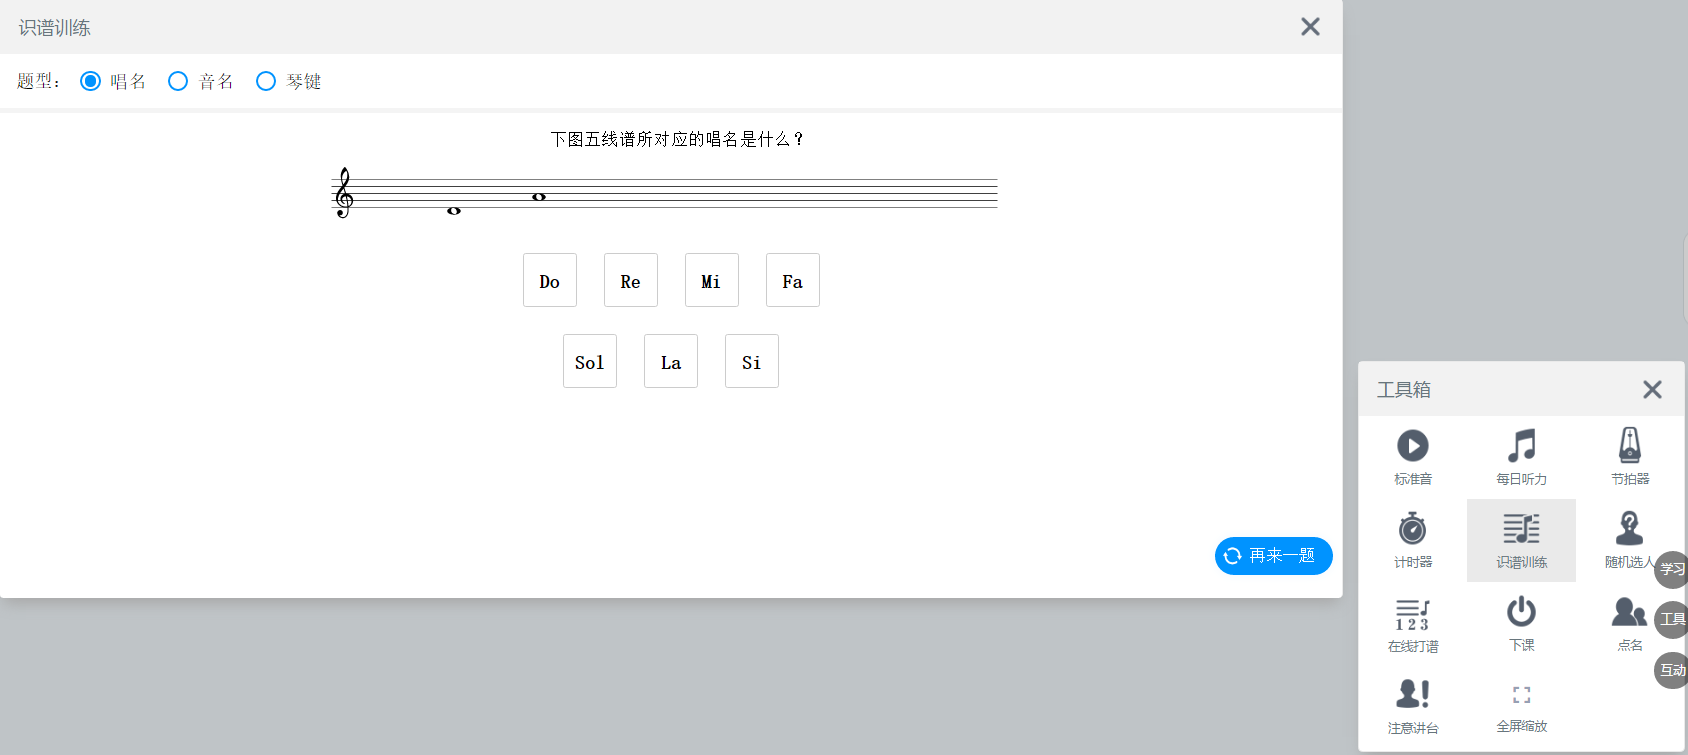 识谱训练
题型： 唱名 音名 琴键
下图五线谱所对应的唱名是什么？
Do Re Mi Fa
Sol La Si
再来一题
工具箱
标准音 每日听力 节拍器
计时器 识谱训练 随机选人
123
在线打谱 下课 点名
注意讲台 全屏缩放
学习
工具
互动